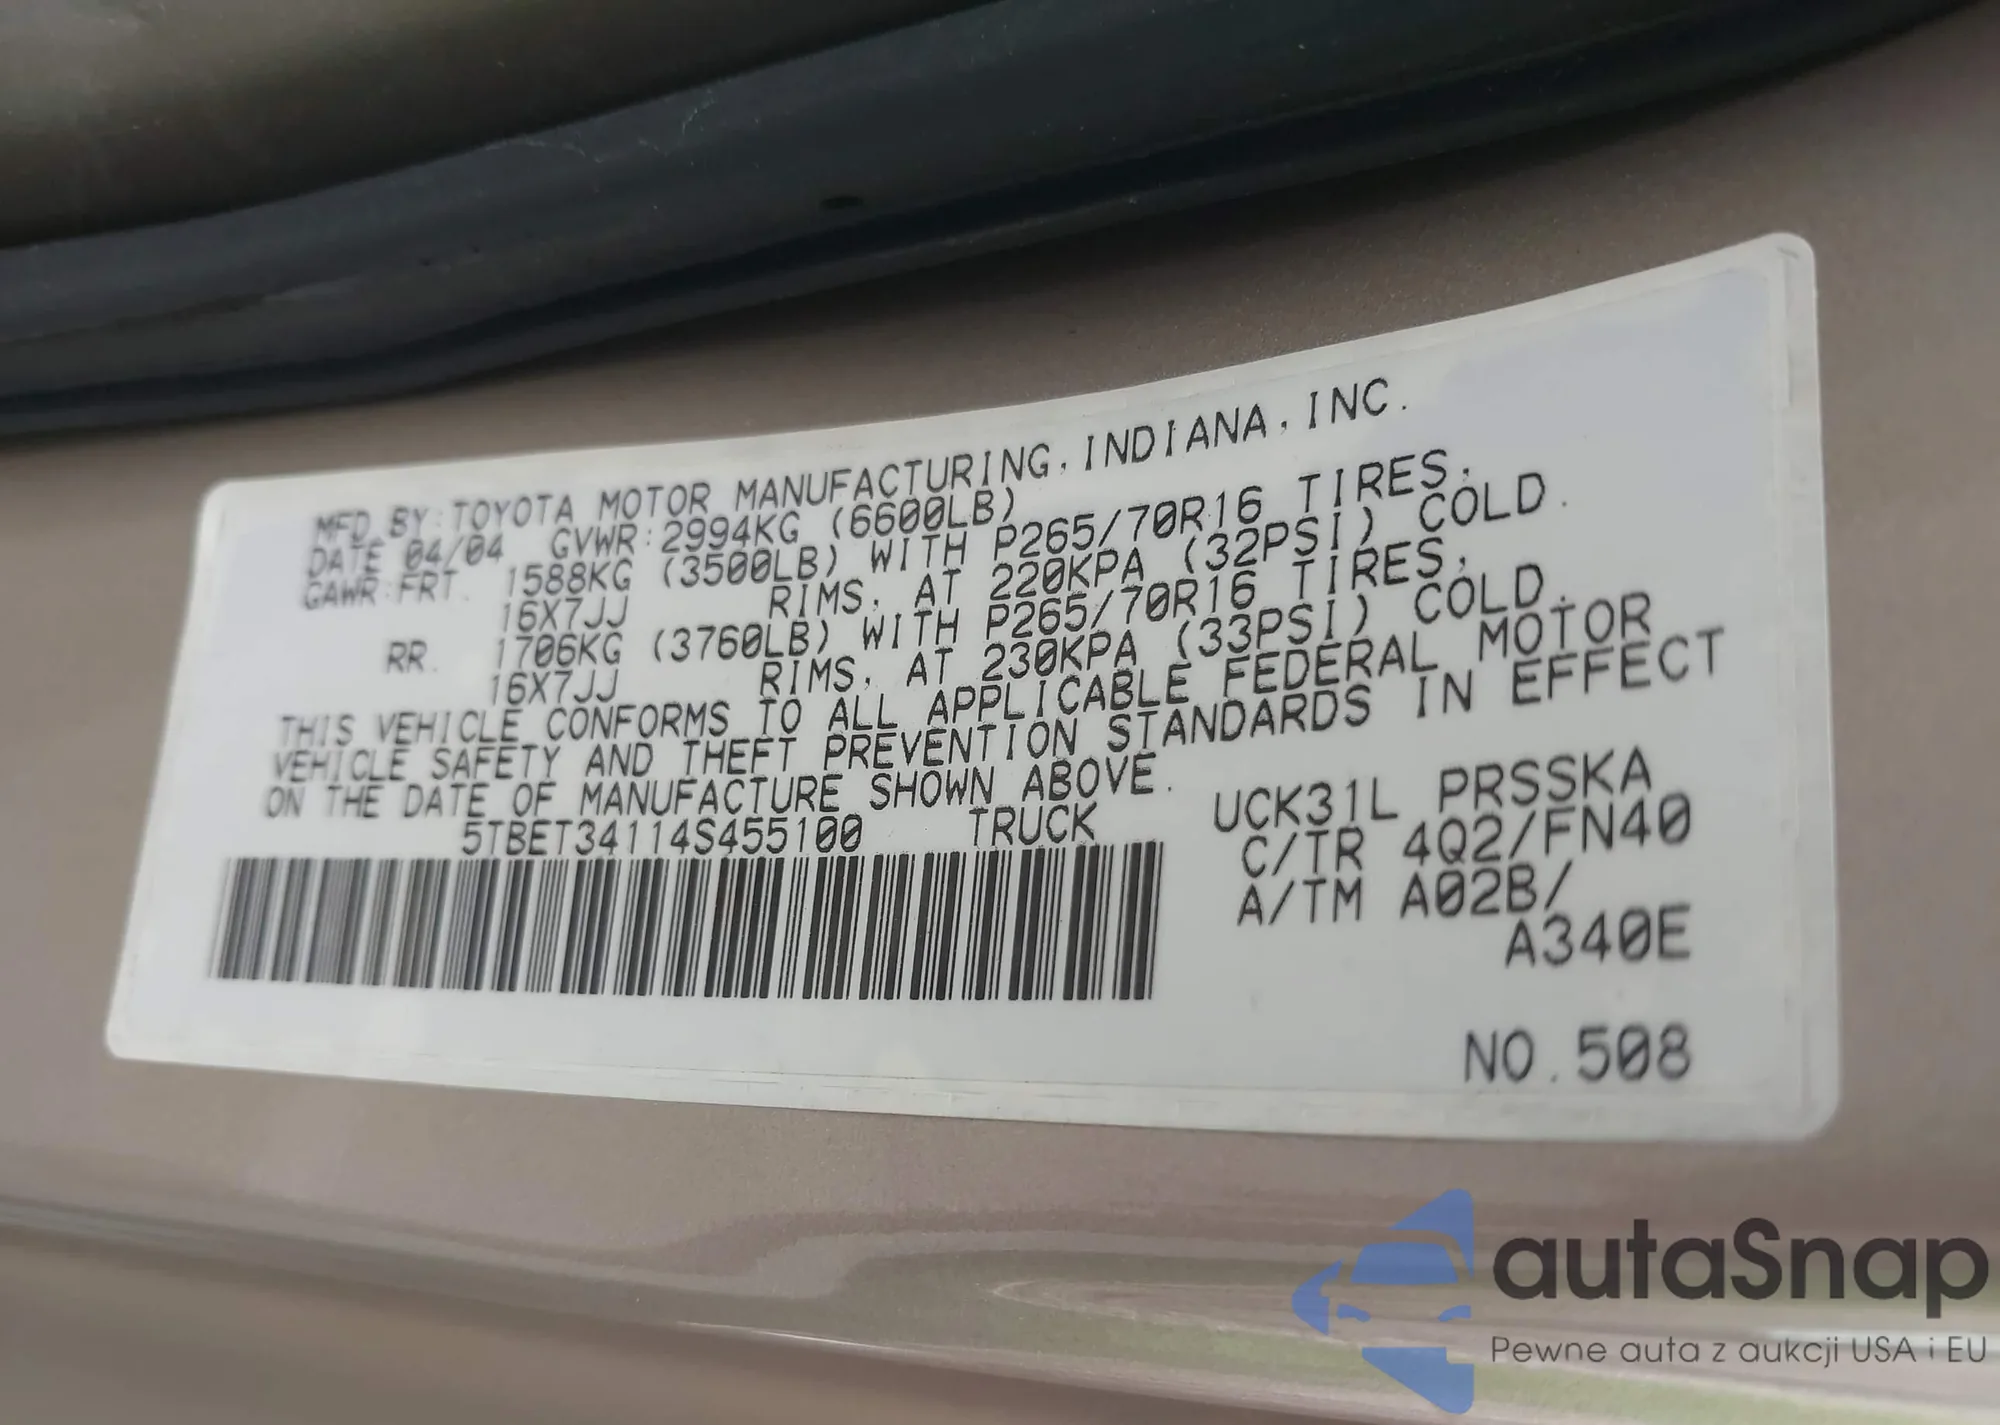 MFD. BY: TOYOTA MOTOR MANUFACTURING, INDIANA, INC.
DATE 04/04 GVWR: 2994KG (6600LB)
GAWR: FRT. 1588KG (3500LB) WITH P265/70R16 TIRES,
16X7JJ RIMS, AT 220KPA (32PSI) COLD.
RR. 1706KG (3760LB) WITH P265/70R16 TIRES,
16X7JJ RIMS, AT 230KPA (33PSI) COLD.
THIS VEHICLE CONFORMS TO ALL APPLICABLE FEDERAL MOTOR
VEHICLE SAFETY AND THEFT PREVENTION STANDARDS IN EFFECT
ON THE DATE OF MANUFACTURE SHOWN ABOVE.
5TBET34114S455100 TRUCK
UCK31L PRSSKA
C/TR 4Q2/FN40
A/TM A02B/
A340E
NO. 508
autaSnap
Pewne auta z aukcji USA i EU